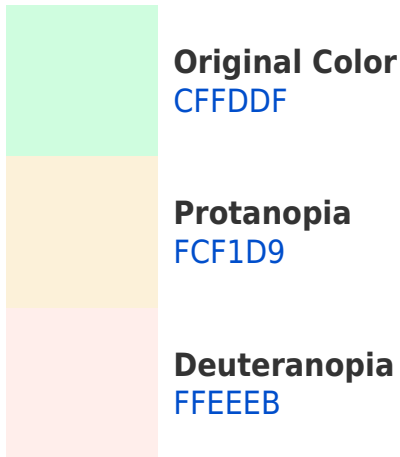 Original Color
CFFDDF
Protanopia
FCF1D9
Deuteranopia
FFEEEB